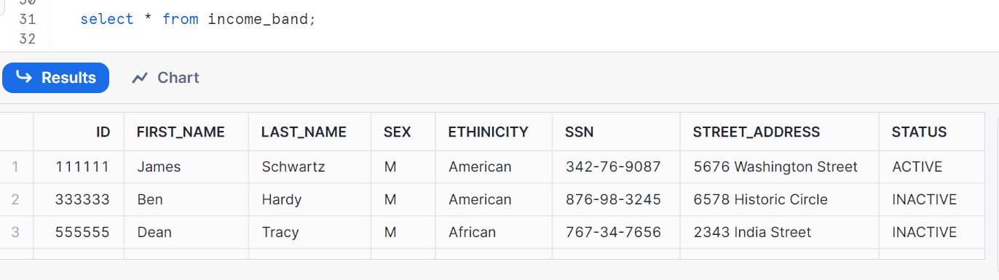 30
31 select * from income_band;
32
Results Chart
ID FIRST_NAME LAST_NAME SEX ETHINICITY SSN STREET_ADDRESS STATUS
1 111111 James Schwartz M American 342-76-9087 5676 Washington Street ACTIVE
2 333333 Ben Hardy M American 876-98-3245 6578 Historic Circle INACTIVE
3 555555 Dean Tracy M African 767-34-7656 2343 India Street INACTIVE